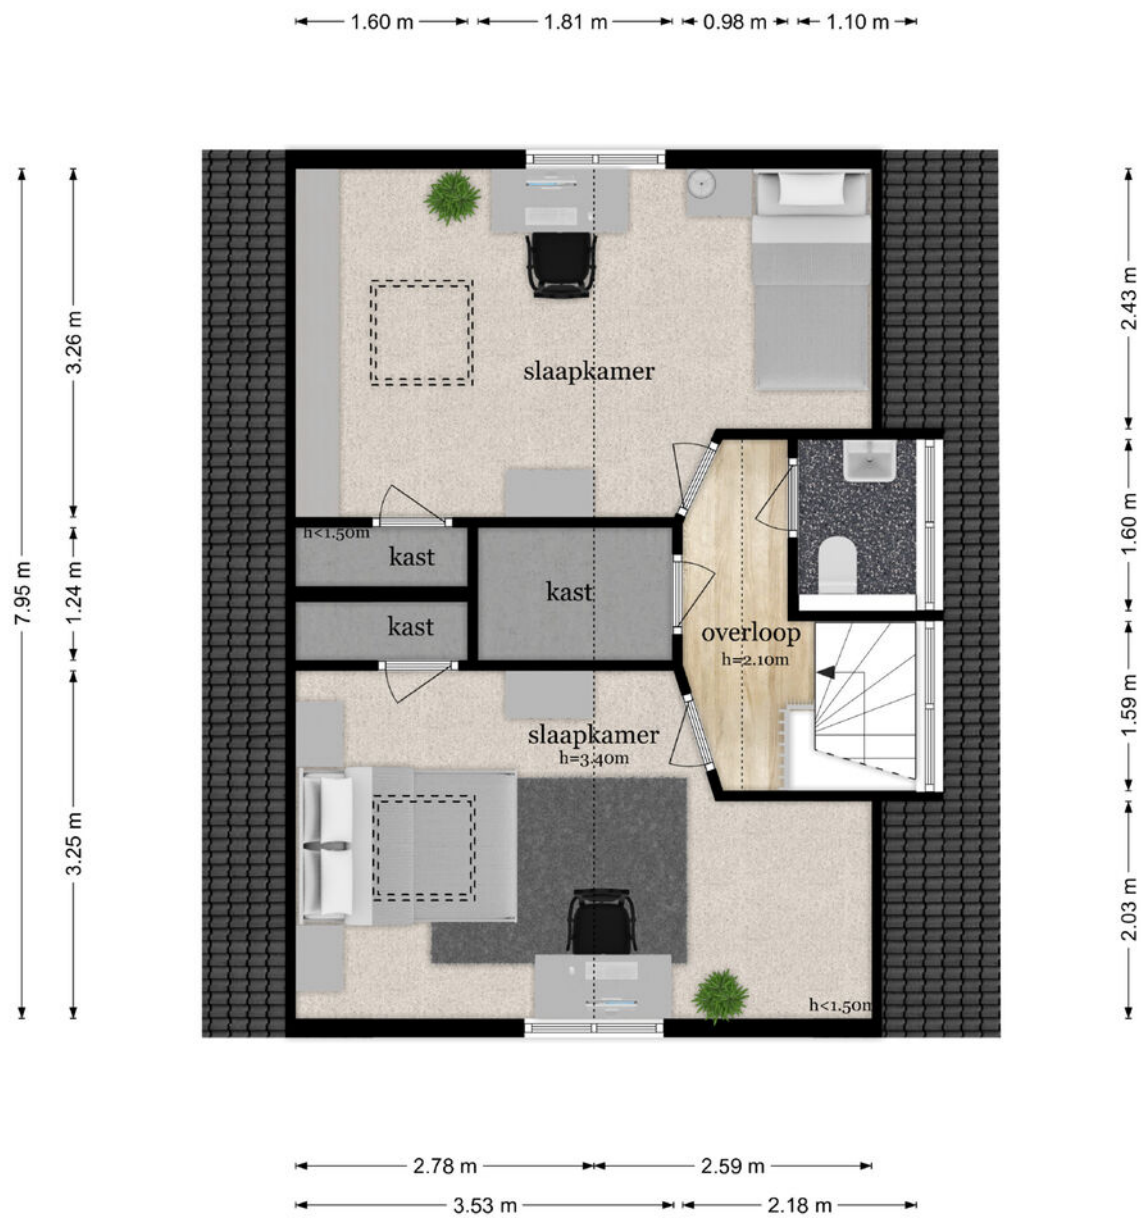 1.60 m
1.81 m
0.98 m
1.10 m
2.43 m
3.26 m
slaapkamer
h<1.50m
kast
1.60 m
kast
7.95 m
1.24 m
kast
overloop
h=2.10m
1.59 m
slaapkamer
h=3.40m
3.25 m
2.03 m
h<1.50m
2.78 m
2.59 m
3.53 m
2.18 m